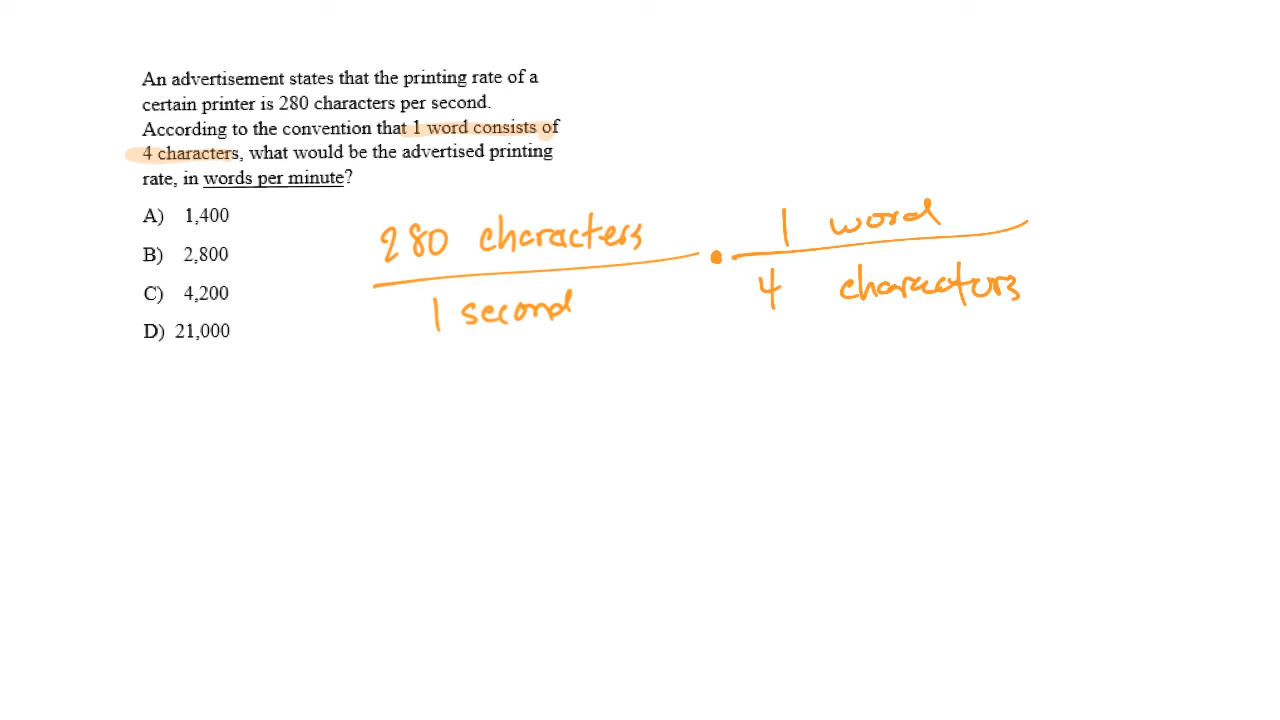 An advertisement states that the printing rate of a
certain printer is 280 characters per second.
According to the convention that 1 word consists of
4 characters, what would be the advertised printing
rate, in words per minute?
A) 1,400
B) 2,800
C) 4,200
D) 21,000
280 characters
1 second
•
1 word
4 characters